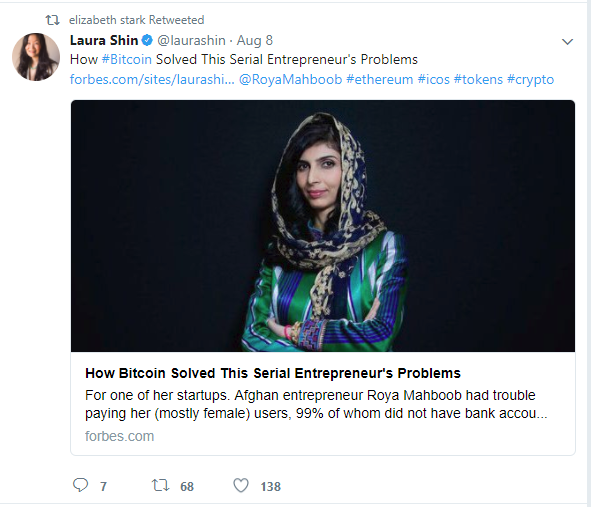 elizabeth stark Retweeted
Laura Shin @laurashin · Aug 8
How #Bitcoin Solved This Serial Entrepreneur's Problems
forbes.com/sites/laurashi... @RoyaMahboob #ethereum #icos #tokens #crypto
How Bitcoin Solved This Serial Entrepreneur's Problems
For one of her startups. Afghan entrepreneur Roya Mahboob had trouble
paying her (mostly female) users, 99% of whom did not have bank accou...
forbes.com
7 68 138